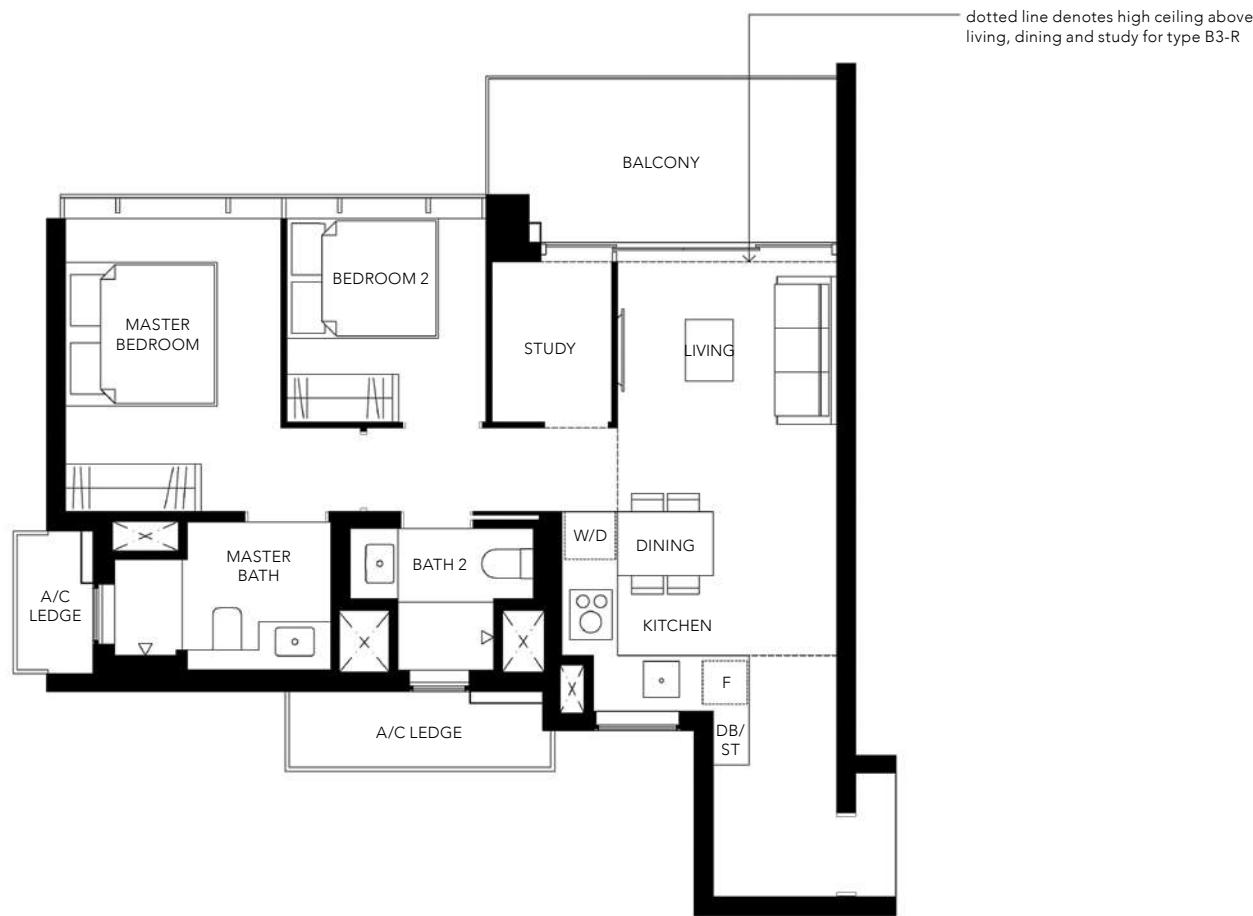 dotted line denotes high ceiling above
living, dining and study for type B3-R
BALCONY
BEDROOM 2
MASTER
BEDROOM
STUDY
LIVING
W/D
DINING
MASTER
BATH
BATH 2
A/C
LEDGE
KITCHEN
F
DB/
ST
A/C LEDGE